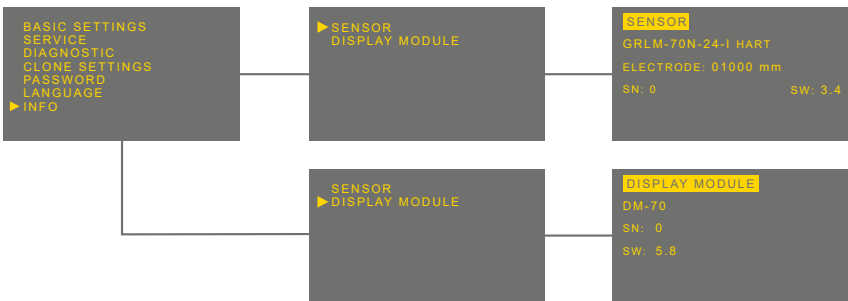 BASIC SETTINGS
SERVICE
DIAGNOSTIC
CLONE SETTINGS
PASSWORD
LANGUAGE
INFO
SENSOR
DISPLAY MODULE
SENSOR
GRLM-70N-24-I HART
ELECTRODE: 01000 mm
SN: 0 SW: 3.4
SENSOR
DISPLAY MODULE
DISPLAY MODULE
DM-70
SN: 0
SW: 5.8